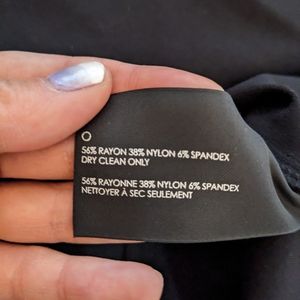 56% RAYON 38% NYLON 6% SPANDEX
DRY CLEAN ONLY
56% RAYONNE 38% NYLON 6% SPANDEX
NETTOYER À SEC SEULEMENT